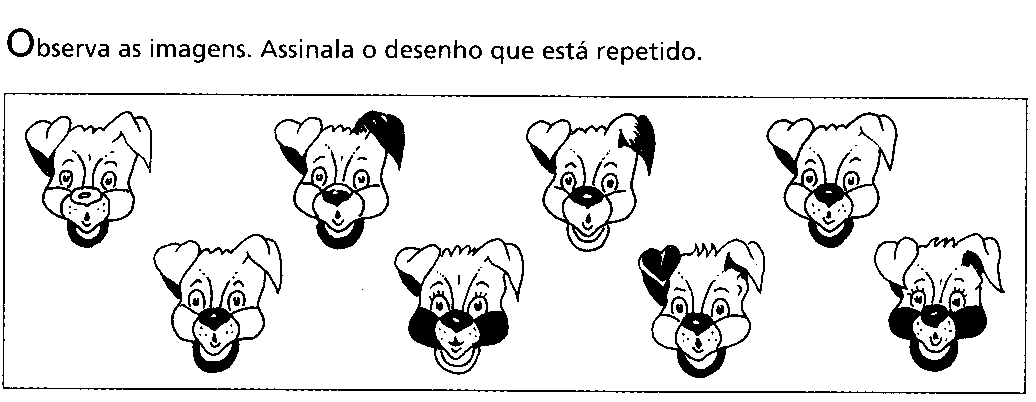 Observa as imagens. Assinala o desenho que está repetido.